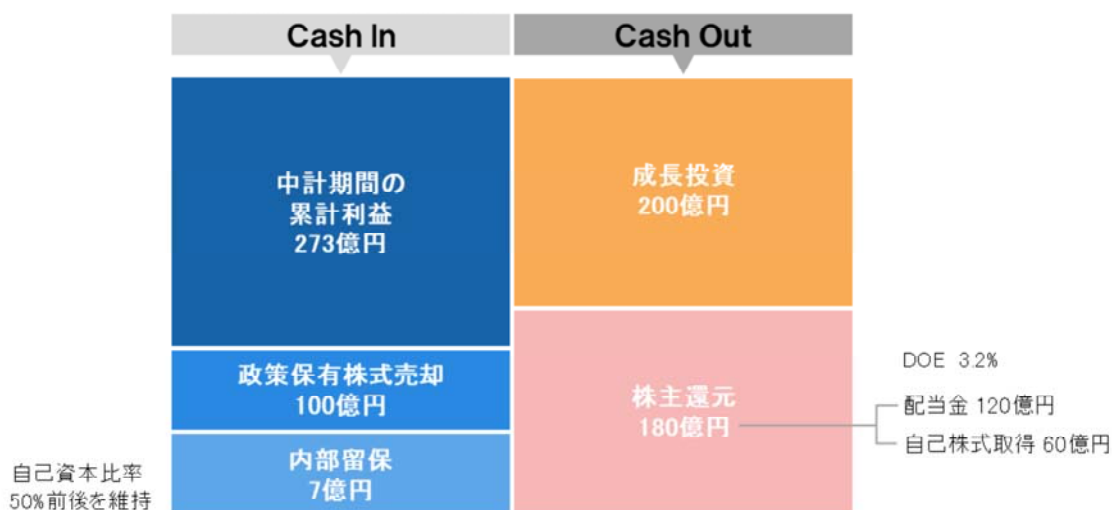 Cash In
Cash Out
中計期間の
累計利益
273億円
政策保有株式売却
100億円
内部留保
7億円
自己資本比率
50%前後を維持
成長投資
200億円
株主還元
180億円
DOE 3.2%
配当金 120億円
自己株式取得 60億円